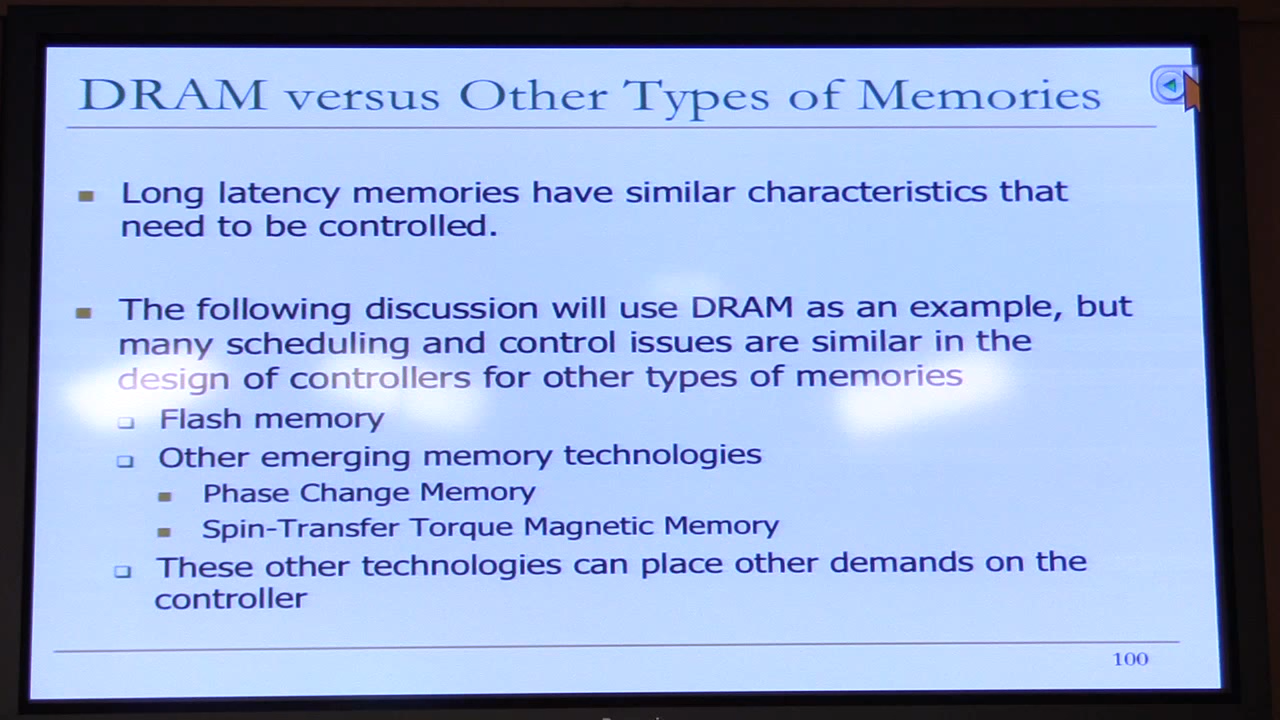 DRAM versus Other Types of Memories
Long latency memories have similar characteristics that
need to be controlled.
The following discussion will use DRAM as an example, but
many scheduling and control issues are similar in the
design of controllers for other types of memories
Flash memory
Other emerging memory technologies
Phase Change Memory
Spin-Transfer Torque Magnetic Memory
These other technologies can place other demands on the
controller
100